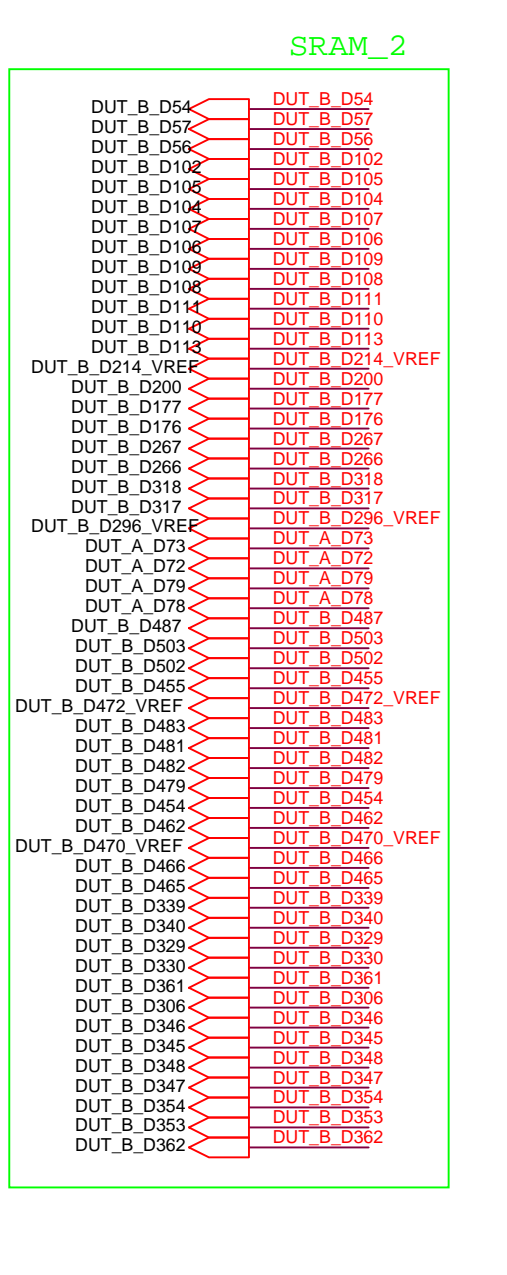 SRAM_2
DUT_B_D54 DUT_B_D54
DUT_B_D57 DUT_B_D57
DUT_B_D56 DUT_B_D56
DUT_B_D102 DUT_B_D102
DUT_B_D105 DUT_B_D105
DUT_B_D104 DUT_B_D104
DUT_B_D107 DUT_B_D107
DUT_B_D106 DUT_B_D106
DUT_B_D109 DUT_B_D109
DUT_B_D108 DUT_B_D108
DUT_B_D111 DUT_B_D111
DUT_B_D110 DUT_B_D110
DUT_B_D113 DUT_B_D113
DUT_B_D214_VREF DUT_B_D214_VREF
DUT_B_D200 DUT_B_D200
DUT_B_D177 DUT_B_D177
DUT_B_D176 DUT_B_D176
DUT_B_D267 DUT_B_D267
DUT_B_D266 DUT_B_D266
DUT_B_D318 DUT_B_D318
DUT_B_D317 DUT_B_D317
DUT_B_D296_VREF DUT_B_D296_VREF
DUT_A_D73 DUT_A_D73
DUT_A_D72 DUT_A_D72
DUT_A_D79 DUT_A_D79
DUT_A_D78 DUT_A_D78
DUT_B_D487 DUT_B_D487
DUT_B_D503 DUT_B_D503
DUT_B_D502 DUT_B_D502
DUT_B_D455 DUT_B_D455
DUT_B_D472_VREF DUT_B_D472_VREF
DUT_B_D483 DUT_B_D483
DUT_B_D481 DUT_B_D481
DUT_B_D482 DUT_B_D482
DUT_B_D479 DUT_B_D479
DUT_B_D454 DUT_B_D454
DUT_B_D462 DUT_B_D462
DUT_B_D470_VREF DUT_B_D470_VREF
DUT_B_D466 DUT_B_D466
DUT_B_D465 DUT_B_D465
DUT_B_D339 DUT_B_D339
DUT_B_D340 DUT_B_D340
DUT_B_D329 DUT_B_D329
DUT_B_D330 DUT_B_D330
DUT_B_D361 DUT_B_D361
DUT_B_D306 DUT_B_D306
DUT_B_D346 DUT_B_D346
DUT_B_D345 DUT_B_D345
DUT_B_D348 DUT_B_D348
DUT_B_D347 DUT_B_D347
DUT_B_D354 DUT_B_D354
DUT_B_D353 DUT_B_D353
DUT_B_D362 DUT_B_D362